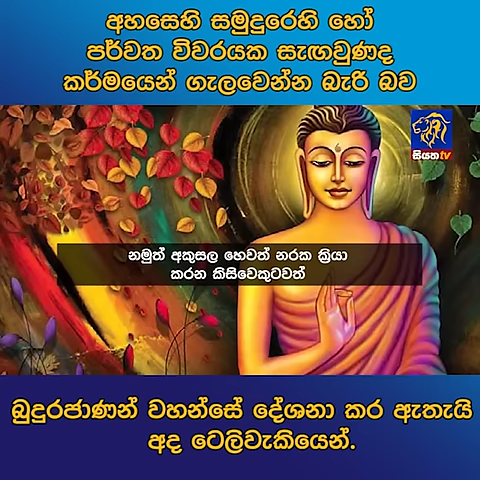 අහසෙහි සමුදුරෙහි හෝ
පර්වත විවරයක සැඟවුණද
කර්මයෙන් ගැලවෙන්න බැරි බව
සියත tv
නමුත් අකුසල හෙවත් නරක ක්‍රියා
කරන කිසිවෙකුටවත්
බුදුරජාණන් වහන්සේ දේශනා කර ඇතැයි
අද ටෙලිවැකියෙන්.